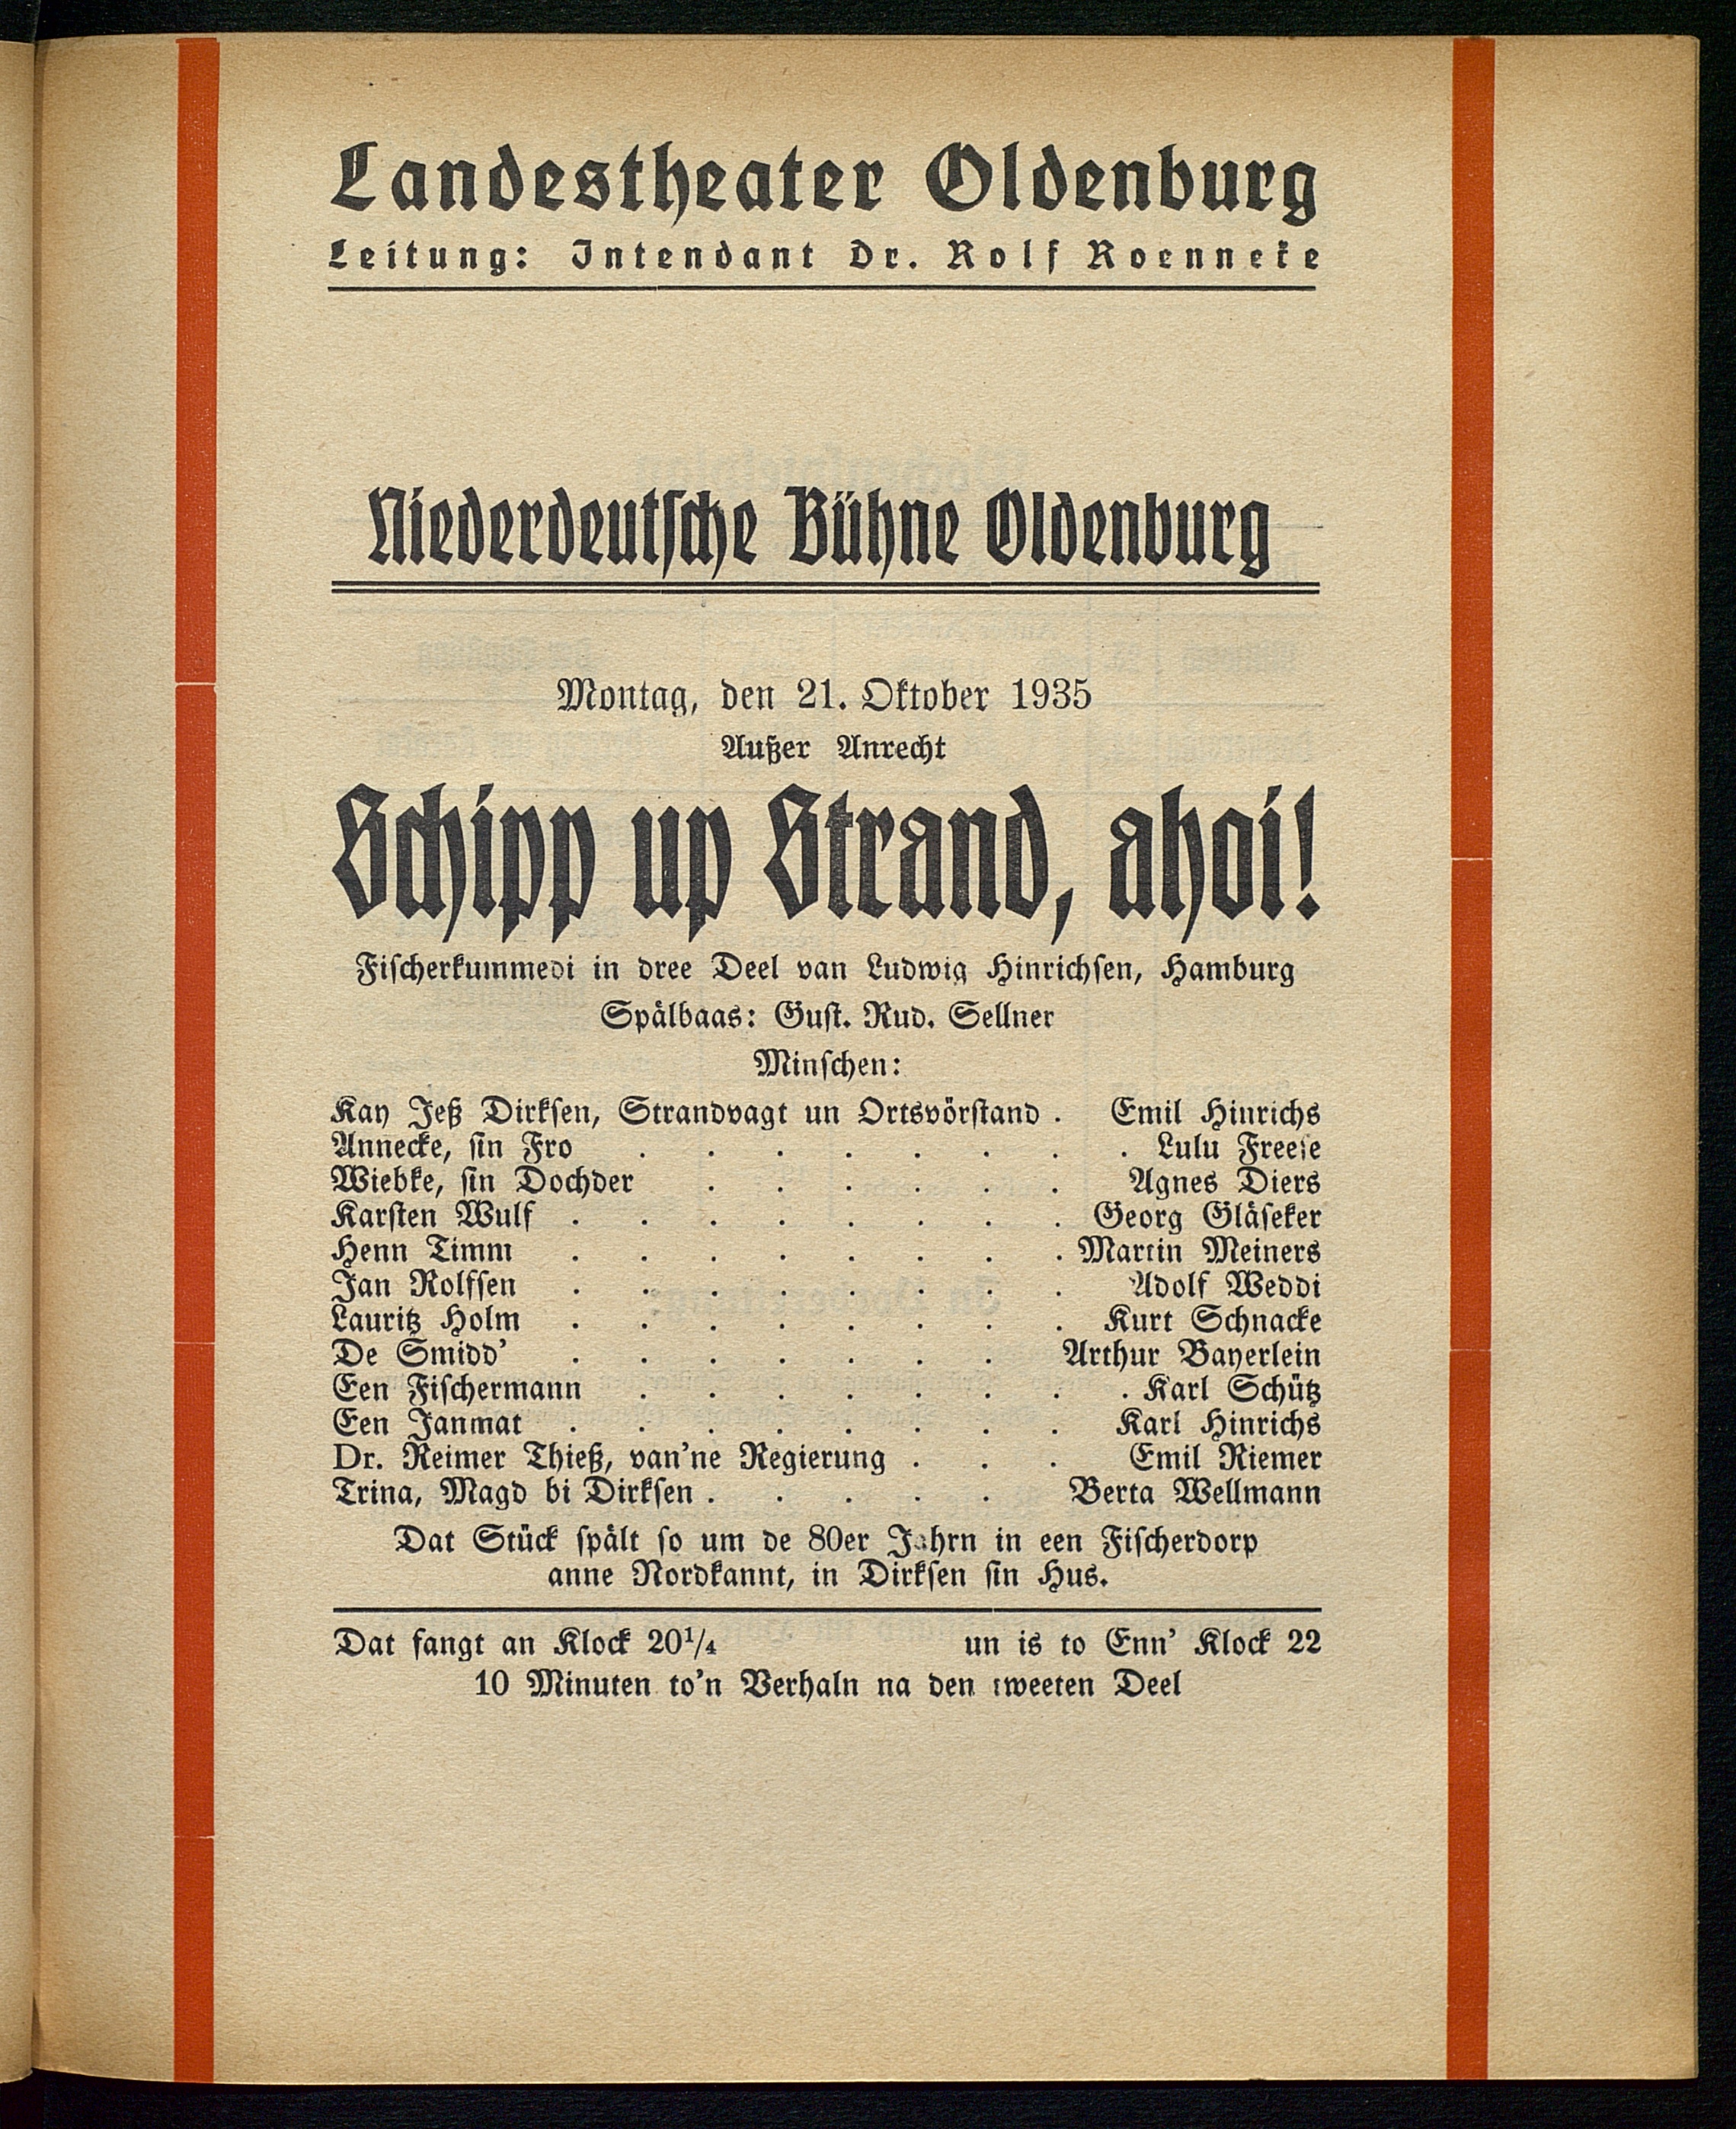 Landestheater Oldenburg
Leitung: Intendant Dr. Rolf Roenneke
Niederdeutsche Bühne Oldenburg
Montag, den 21. Oktober 1935
Außer Anrecht
Schipp up Strand, ahoi!
Fischerkummedi in dree Deel van Ludwig Hinrichsen, Hamburg
Spälbaas: Gust. Rud. Sellner
Minschen:
Kay Jeß Dirksen, Strandvagt un Ortsvörstand . Emil Hinrichs
Annecke, sin Fro . . . . . . . . Lulu Freese
Wiebke, sin Dochder . . . . . . Agnes Diers
Karsten Wulf . . . . . . . . Georg Gläseker
Henn Timm . . . . . . . . Martin Meiners
Jan Rolfsen . . . . . . . . Adolf Weddi
Lauritz Holm . . . . . . . . Kurt Schnacke
De Smidd' . . . . . . . Arthur Bayerlein
Een Fischermann . . . . . . . . Karl Schütz
Een Janmat . . . . . . . . Karl Hinrichs
Dr. Reimer Thieß, van'ne Regierung . . . Emil Riemer
Trina, Magd bi Dirksen . . . . . Berta Wellmann
Dat Stück spält so um de 80er Jahrn in een Fischerdorp
anne Nordkannt, in Dirksen sin Hus.
Dat fangt an Klock 20¼ un is to Enn' Klock 22
10 Minuten to'n Verhaln na den tweeten Deel